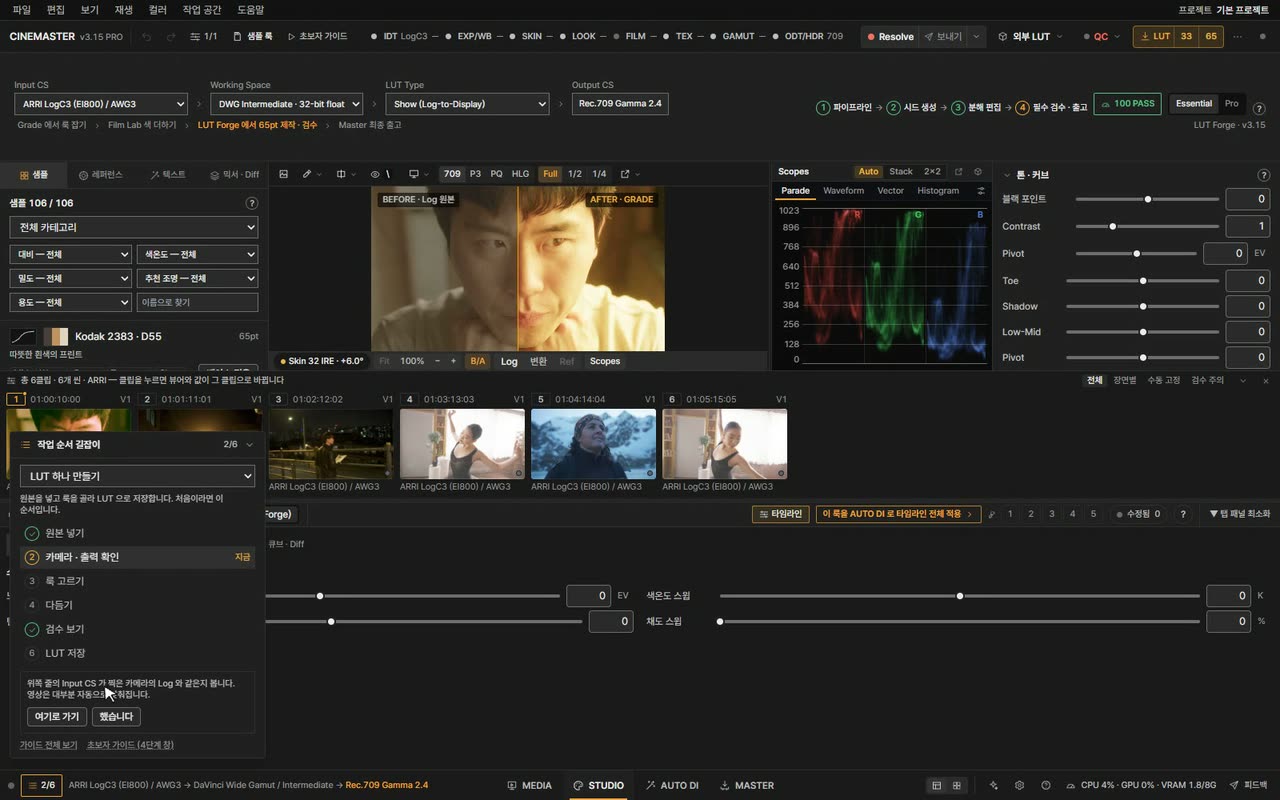 파일 편집 보기 재생 컬러 작업 공간 도움말 프로젝트 기본 프로젝트
CINEMASTER v3.15 PRO 1/1 샘플 룩 초보자 가이드 IDT LogC3 EXP/WB SKIN LOOK FILM TEX GAMUT ODT/HDR 709 Resolve 보내기 외부 LUT QC LUT 33 65
Input CS Working Space LUT Type Output CS
ARRI LogC3 (EI800) / AWG3 DWG Intermediate · 32-bit float Show (Log-to-Display) Rec.709 Gamma 2.4
1 파이프라인 → 2 시드 생성 → 3 분해 편집 → 4 필수 검수 · 출고 100 PASS Essential Pro ?
Grade 에서 룩 잡기 › Film Lab 색 더하기 › LUT Forge 에서 65pt 제작 · 검수 › Master 최종 출고
LUT Forge · v3.15
샘플 레퍼런스 텍스트 믹서 · Diff
샘플 106 / 106 ?
전체 카테고리
대비 — 전체 색온도 — 전체
밀도 — 전체 추천 조명 — 전체
용도 — 전체 이름으로 찾기
Kodak 2383 · D55 65pt
따뜻한 흰색의 프린트
709 P3 PQ HLG Full 1/2 1/4
BEFORE · Log 원본 AFTER · GRADE
Skin 32 IRE · +6.0° Fit 100% − + B/A Log 변환 Ref Scopes
Scopes Auto Stack 2×2
Parade Waveform Vector Histogram
R G B
1023
896
768
640
512
384
256
128
0
톤 · 커브 ?
블랙 포인트 0
Contrast 1
Pivot 0 EV
Toe 0
Shadow 0
Low-Mid 0
Pivot 0
총 6클립 · 6개 씬 · ARRI — 클립을 누르면 뷰어와 값이 그 클립으로 바뀝니다
전체 장면별 수동 고정 검수 주의
1 01:00:10:00 V1 2 01:01:11:01 V1 3 01:02:12:02 V1 4 01:03:13:03 V1 5 01:04:14:04 V1 6 01:05:15:05 V1
ARRI LogC3 (EI800) / AWG3 ARRI LogC3 (EI800) / AWG3 ARRI LogC3 (EI800) / AWG3 ARRI LogC3 (EI800) / AWG3
Forge) 타임라인 이 룩을 AUTO DI 로 타임라인 전체 적용 › 1 2 3 4 5 수정됨 0 ? ▼ 탭 패널 최소화
큐브 · Diff
0 EV 색온도 스윕 0 K
0 채도 스윕 0 %
작업 순서 길잡이 2/6
LUT 하나 만들기
원본을 넣고 룩을 골라 LUT 으로 저장합니다. 처음이라면 이
순서입니다.
원본 넣기
2 카메라 · 출력 확인 지금
3 룩 고르기
4 다듬기
검수 보기
6 LUT 저장
위쪽 줄의 Input CS 가 찍은 카메라의 Log 와 같은지 봅니다.
영상은 대부분 자동으로 맞춰집니다.
여기로 가기 했습니다
가이드 전체 보기 초보자 가이드 (4단계 창)
2/6 ARRI LogC3 (EI800) / AWG3 → DaVinci Wide Gamut / Intermediate → Rec.709 Gamma 2.4 MEDIA STUDIO AUTO DI MASTER CPU 4% · GPU 0% · VRAM 1.8/8G 피드백